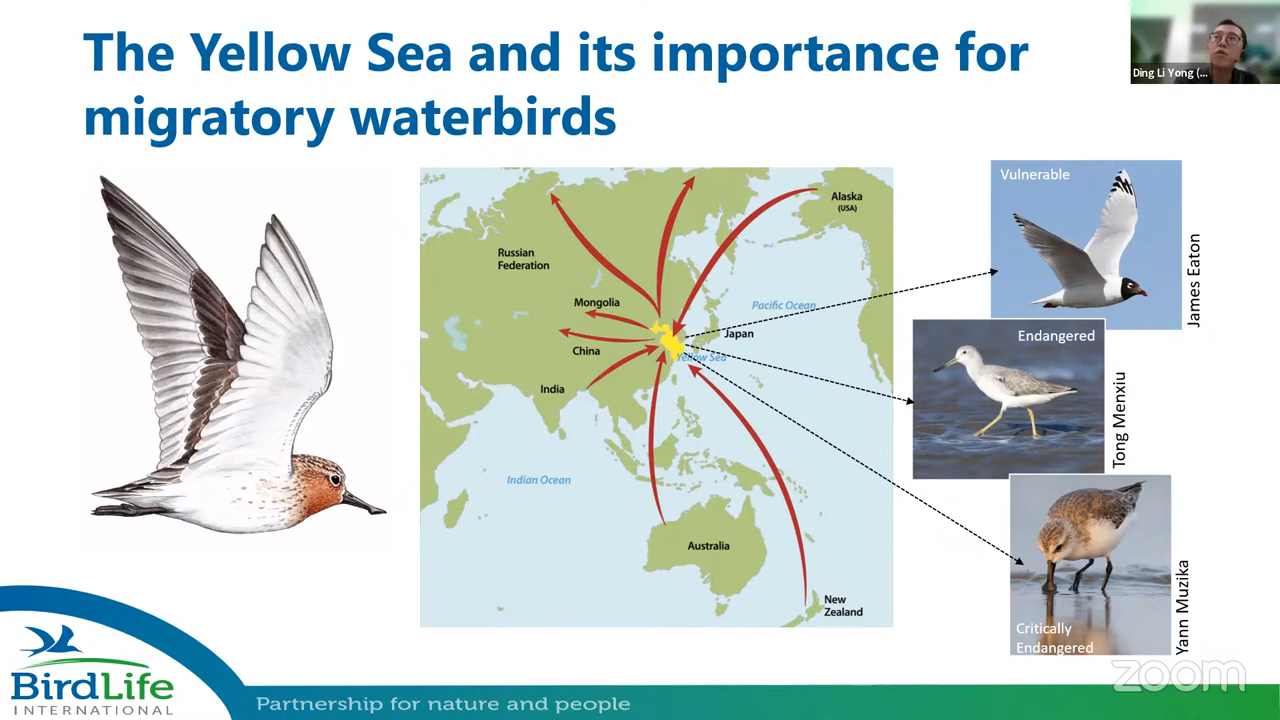 The Yellow Sea and its importance for
migratory waterbirds
Ding Li Yong (...
Alaska
(USA)
Russian
Federation
Mongolia
Pacific Ocean
Japan
Yellow Sea
China
India
Indian Ocean
Australia
New
Zealand
Vulnerable
James Eaton
Endangered
Tong Menxiu
Critically
Endangered
Yann Muzika
BirdLife
INTERNATIONAL
Partnership for nature and people
zoom